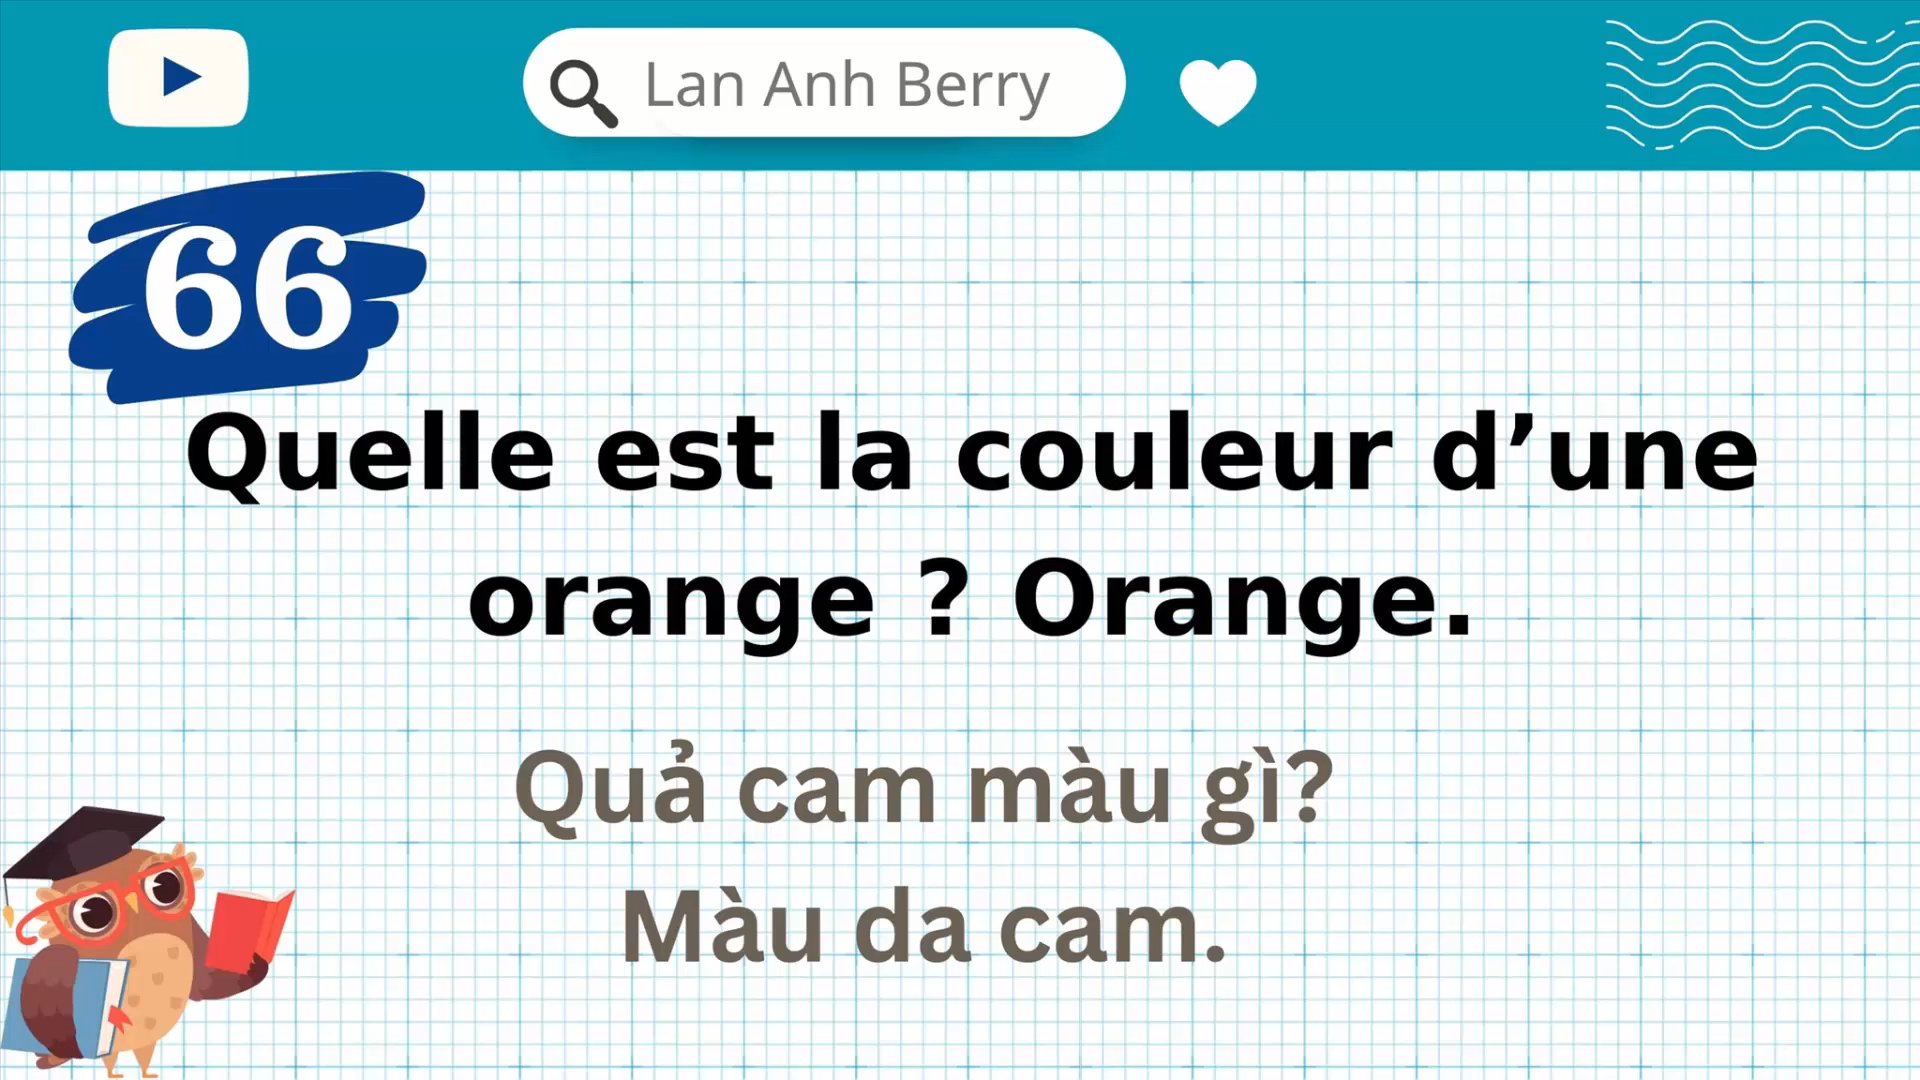 Lan Anh Berry
66
Quelle est la couleur d’une
orange ? Orange.
Quả cam màu gì?
Màu da cam.